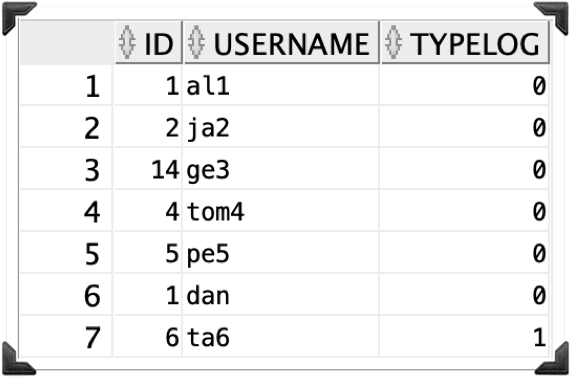 ID USERNAME TYPELOG
1 1 al1 0
2 2 ja2 0
3 14 ge3 0
4 4 tom4 0
5 5 pe5 0
6 1 dan 0
7 6 ta6 1